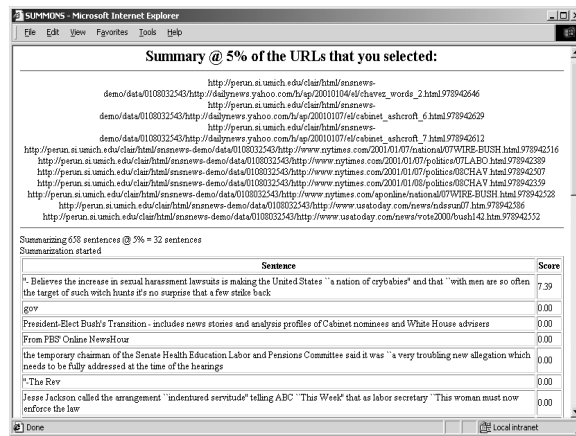 SUMMONS - Microsoft Internet Explorer
File Edit View Favorites Tools Help
Summary @ 5% of the URLs that you selected:
http://perun.si.umich.edu/clair/html/snsnews-
demo/data/0108032543/http://dailynews.yahoo.com/h/ap/20010104/el/chavez_words_2.html.978942646
http://perun.si.umich.edu/clair/html/snsnews-
demo/data/0108032543/http://dailynews.yahoo.com/h/ap/20010107/el/cabinet_ashcroft_6.html.978942629
http://perun.si.umich.edu/clair/html/snsnews-
demo/data/0108032543/http://dailynews.yahoo.com/h/ap/20010107/el/cabinet_ashcroft_7.html.978942612
http://perun.si.umich.edu/clair/html/snsnews-demo/data/0108032543/http://www.nytimes.com/2001/01/07/national/07WIRE-BUSH.html.978942516
http://perun.si.umich.edu/clair/html/snsnews-demo/data/0108032543/http://www.nytimes.com/2001/01/07/politics/07LABO.html.978942389
http://perun.si.umich.edu/clair/html/snsnews-demo/data/0108032543/http://www.nytimes.com/2001/01/08/politics/08CHAV.html.978942507
http://perun.si.umich.edu/clair/html/snsnews-demo/data/0108032543/http://www.nytimes.com/2001/01/08/politics/08CHAV.html.978942359
http://perun.si.umich.edu/clair/html/snsnews-demo/data/0108032543/http://www.nytimes.com/aponline/national/07WIRE-BUSH.html.978942528
http://perun.si.umich.edu/clair/html/snsnews-demo/data/0108032543/http://www.usatoday.com/news/ndssun07.htm.978942586
http://perun.si.umich.edu/clair/html/snsnews-demo/data/0108032543/http://www.usatoday.com/news/vote2000/bush142.htm.978942552
Summarizing 658 sentences @ 5% = 32 sentences
Summarization started
Sentence Score
"- Believes the increase in sexual harassment lawsuits is making the United States ``a nation of crybabies'' and that ``with men are so often
the target of such witch hunts it's no surprise that a few strike back 7.39
gov 0.00
President-Elect Bush's Transition - includes news stories and analysis profiles of Cabinet nominees and White House advisers 0.00
From PBS' Online NewsHour 0.00
the temporary chairman of the Senate Health Education Labor and Pensions Committee said it was ``a very troubling new allegation which
needs to be fully addressed at the time of the hearings 0.00
"-The Rev 0.00
Jesse Jackson called the arrangement ``indentured servitude'' telling ABC ``This Week'' that as labor secretary ``This woman must now
enforce the law 0.00
Done Local intranet